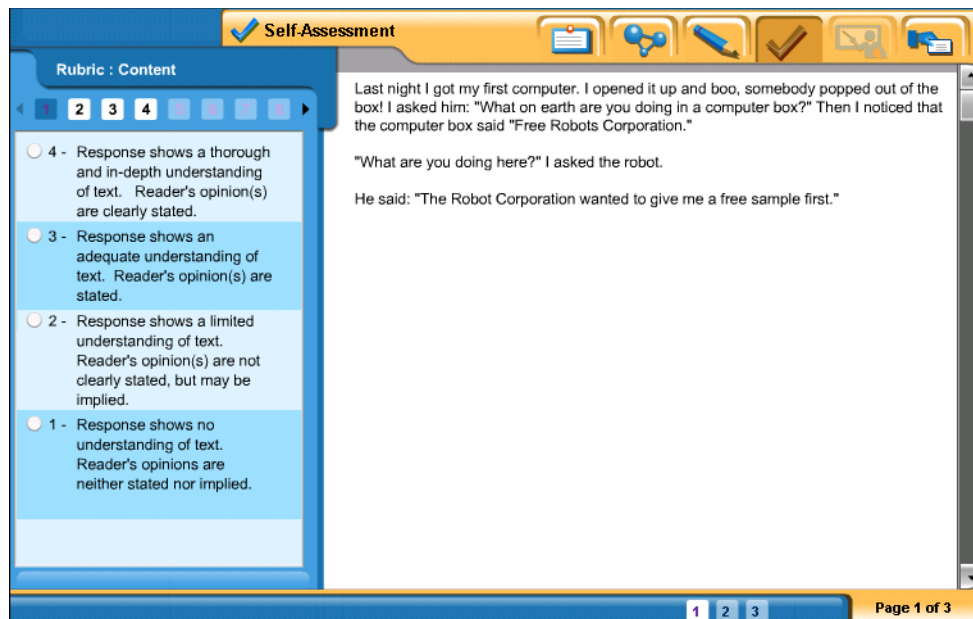 Self-Assessment
Rubric : Content
1 2 3 4 5 6 7 8
4 - Response shows a thorough
and in-depth understanding
of text. Reader's opinion(s)
are clearly stated.
3 - Response shows an
adequate understanding of
text. Reader's opinion(s) are
stated.
2 - Response shows a limited
understanding of text.
Reader's opinion(s) are not
clearly stated, but may be
implied.
1 - Response shows no
understanding of text.
Reader's opinions are
neither stated nor implied.
Last night I got my first computer. I opened it up and boo, somebody popped out of the
box! I asked him: "What on earth are you doing in a computer box?" Then I noticed that
the computer box said "Free Robots Corporation."
"What are you doing here?" I asked the robot.
He said: "The Robot Corporation wanted to give me a free sample first."
1 2 3
Page 1 of 3